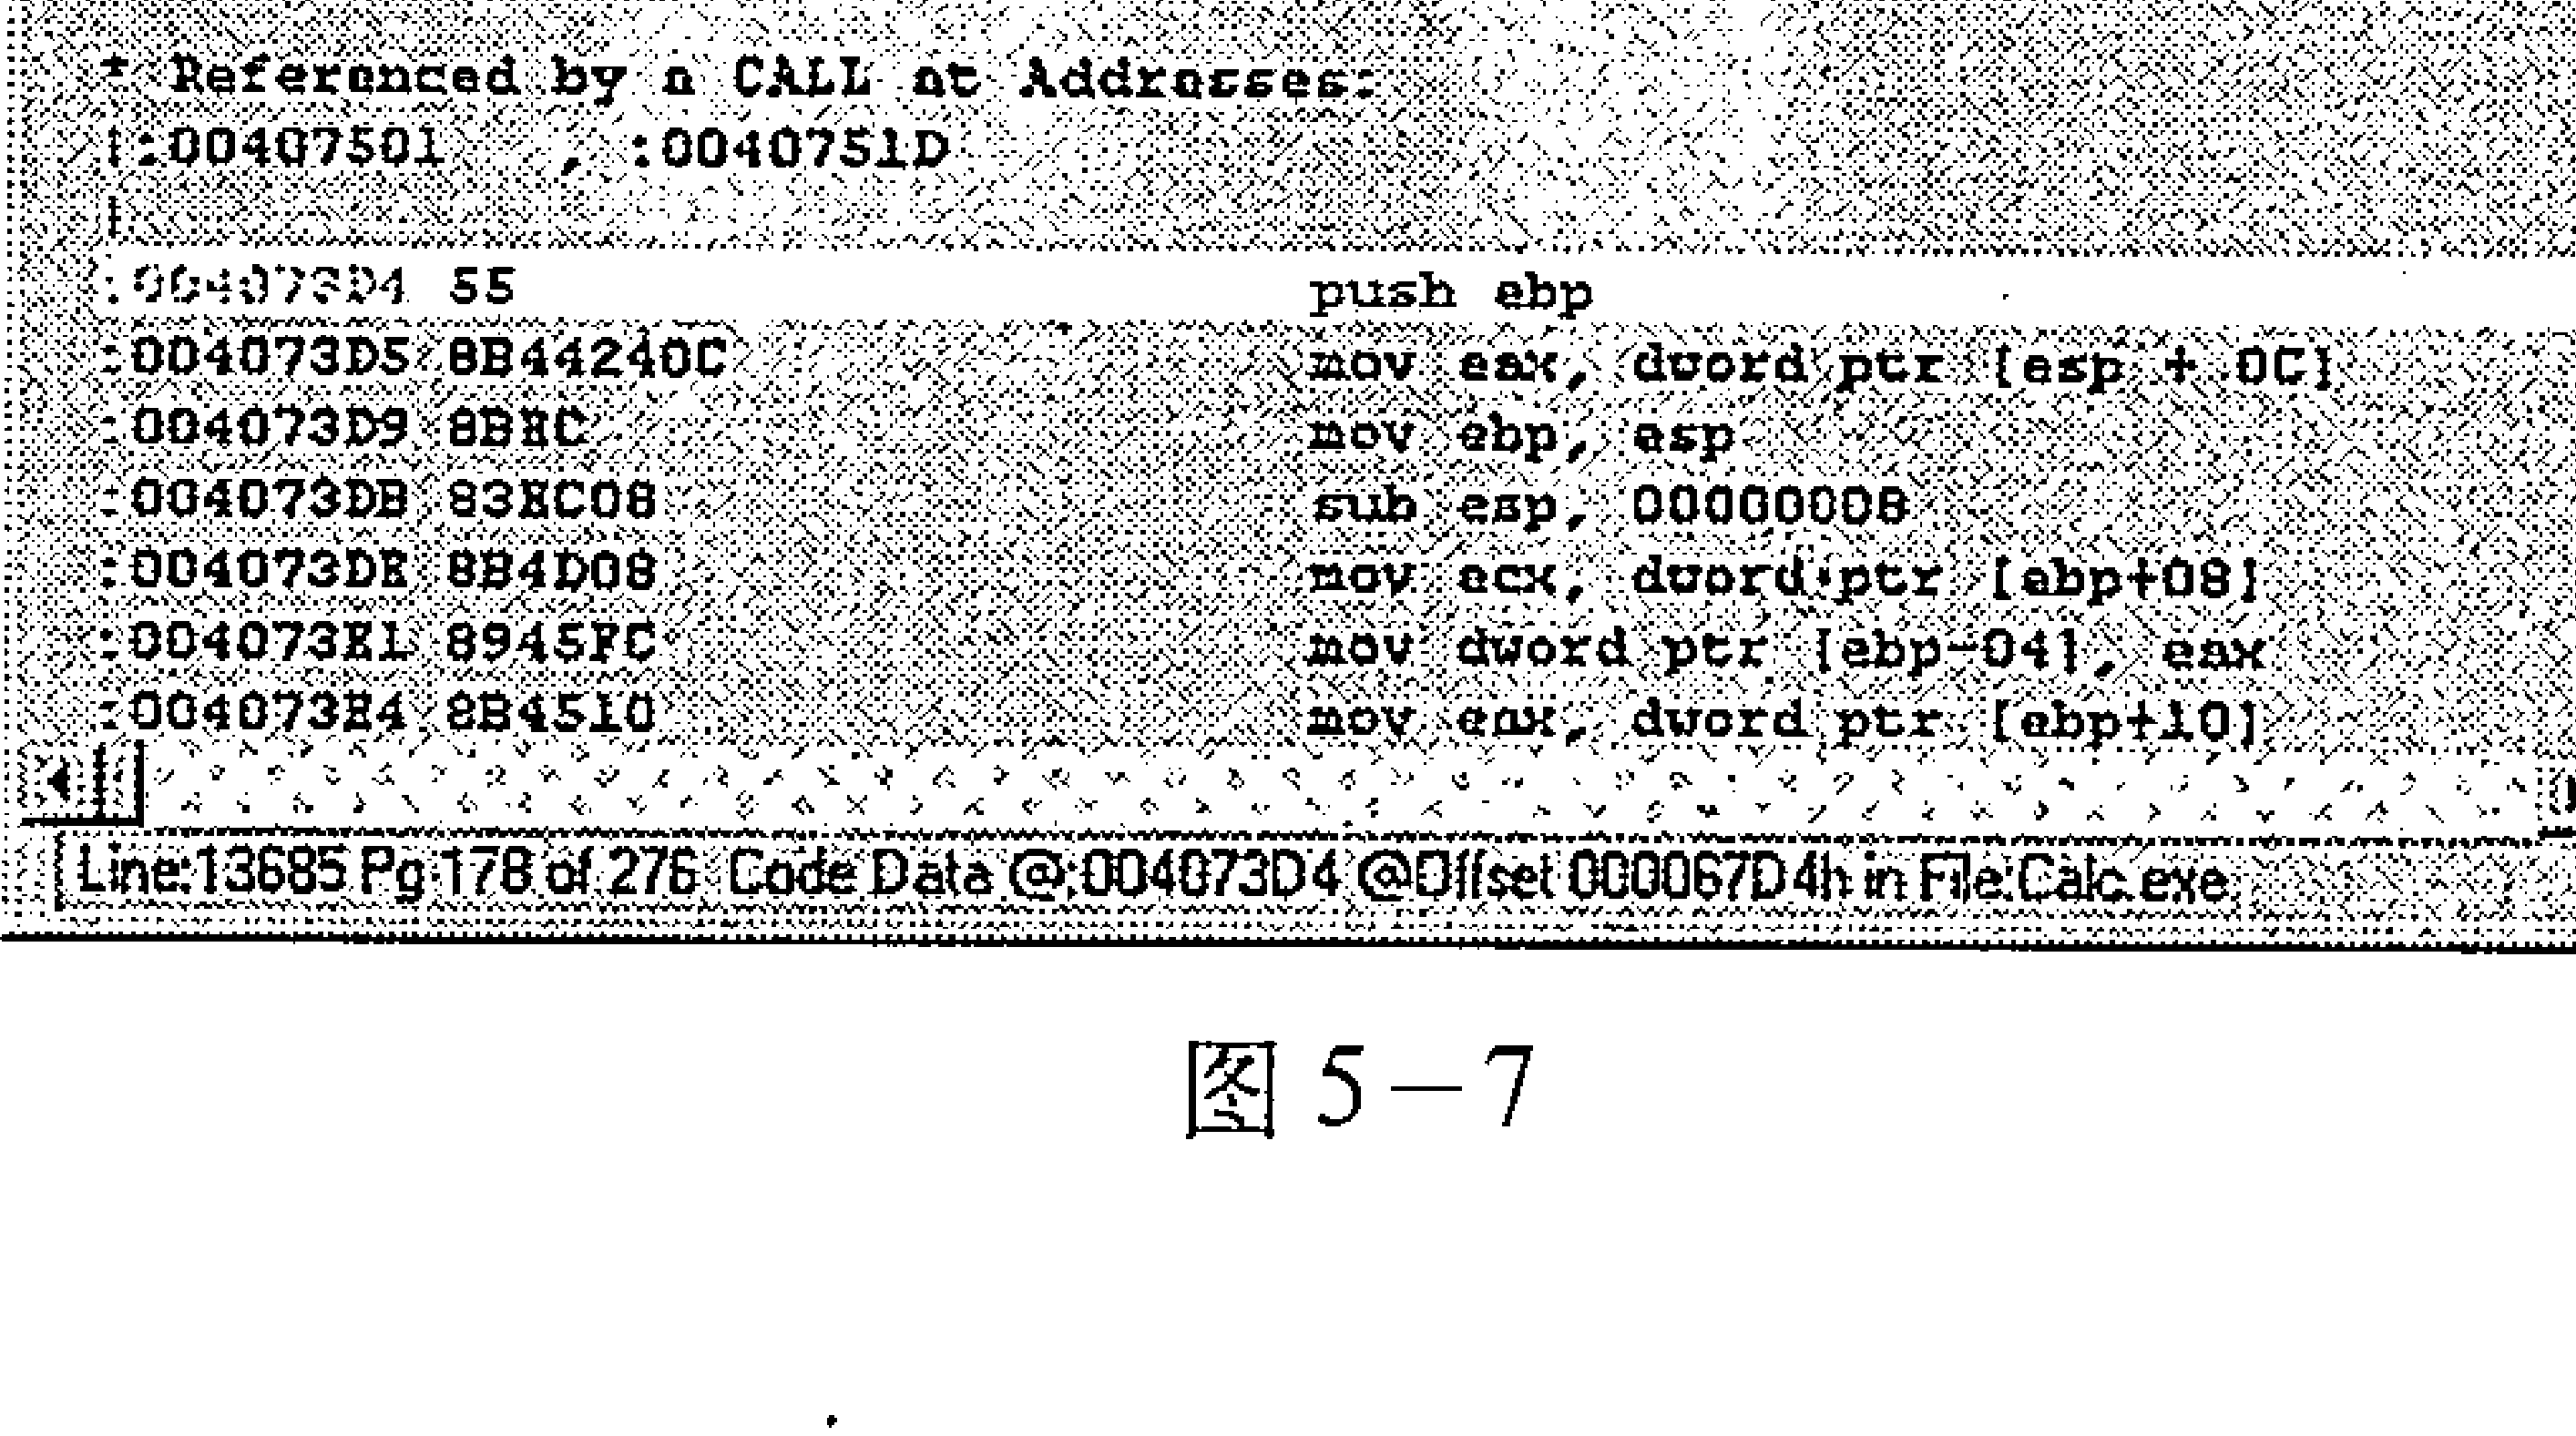 * Referenced by a CALL at Addresses:
|:00407501   , :0040751D
|
:004073D4 55 push ebp
:004073D5 8B44240C mov eax, dword ptr [esp + 0C]
:004073D9 8BEC mov ebp, esp
:004073DB 83EC08 sub esp, 00000008
:004073DE 8B4D08 mov ecx, dword ptr [ebp+08]
:004073E1 8945FC mov dword ptr [ebp-04], eax
:004073E4 8B4510 mov eax, dword ptr [ebp+10]
Line:13685 Pg 178 of 276 Code Data @:004073D4 @Offset 000067D4h in File:Calc.exe
图 5-7